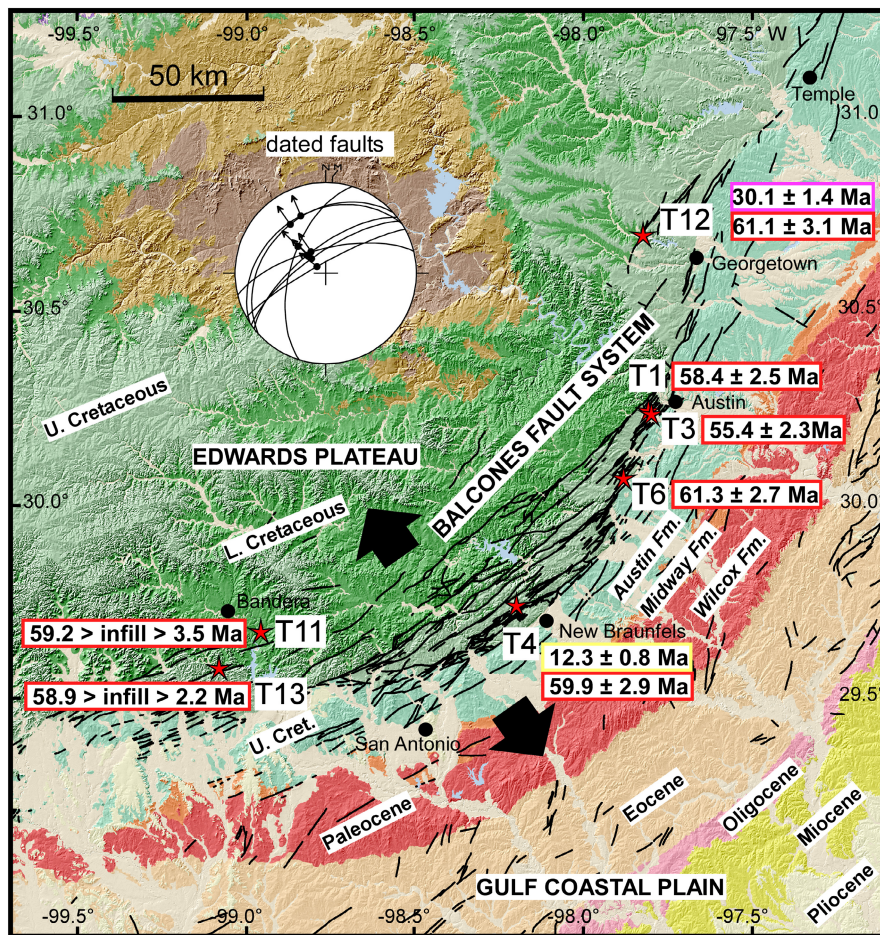 -99.5°
-99.0°
-98.5°
-98.0°
-97.5° W
50 km
Temple
31.0°
31.0°
dated faults
N
T12
30.1 ± 1.4 Ma
61.1 ± 3.1 Ma
Georgetown
30.5°
30.5°
BALCONES FAULT SYSTEM
T1
58.4 ± 2.5 Ma
Austin
U. Cretaceous
T3
55.4 ± 2.3Ma
EDWARDS PLATEAU
T6
61.3 ± 2.7 Ma
30.0°
30.0°
L. Cretaceous
Austin Fm.
Midway Fm.
Wilcox Fm.
Bandera
59.2 > infill > 3.5 Ma
T11
New Braunfels
T4
12.3 ± 0.8 Ma
59.9 ± 2.9 Ma
58.9 > infill > 2.2 Ma
T13
29.5°
U. Cret.
San Antonio
Paleocene
Eocene
Oligocene
Miocene
Pliocene
GULF COASTAL PLAIN
-99.5°
-99.0°
-98.5°
-98.0°
-97.5°